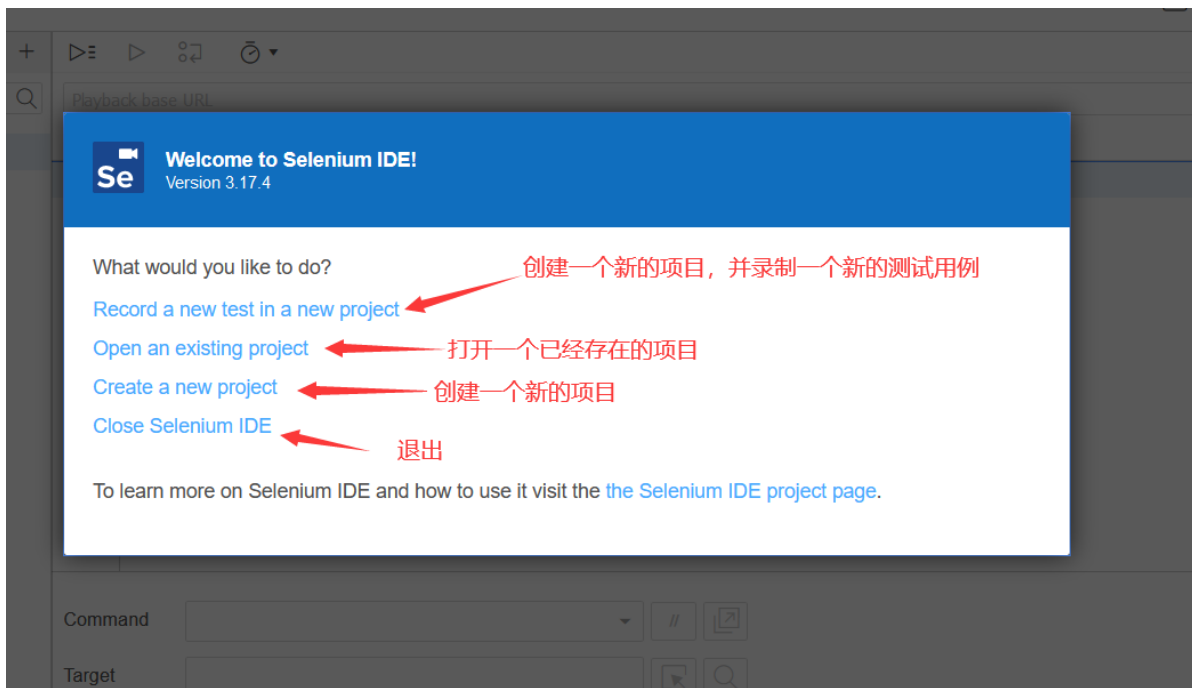 Playback base URL
Se
Welcome to Selenium IDE!
Version 3.17.4
What would you like to do?
创建一个新的项目，并录制一个新的测试用例
Record a new test in a new project
Open an existing project
打开一个已经存在的项目
Create a new project
创建一个新的项目
Close Selenium IDE
退出
To learn more on Selenium IDE and how to use it visit the the Selenium IDE project page.
Command
//
Target